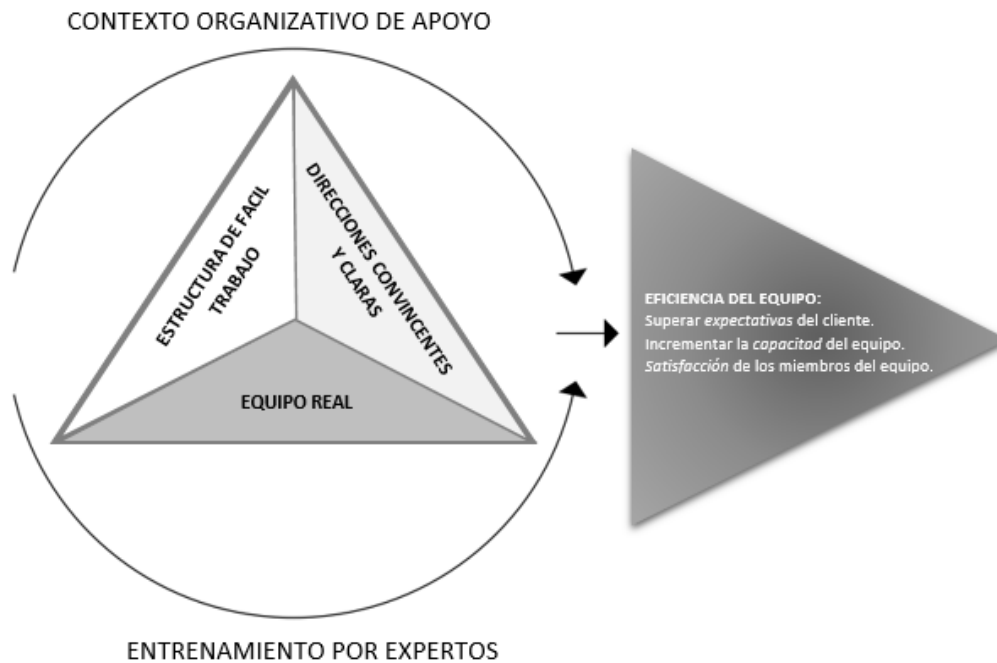 CONTEXTO ORGANIZATIVO DE APOYO
ESTRUCTURA DE FACIL
TRABAJO
DIRECCIONES CONVINCENTES
Y CLARAS
EQUIPO REAL
EFICIENCIA DEL EQUIPO:
Superar expectativas del cliente.
Incrementar la capacitad del equipo.
Satisfacción de los miembros del equipo.
ENTRENAMIENTO POR EXPERTOS